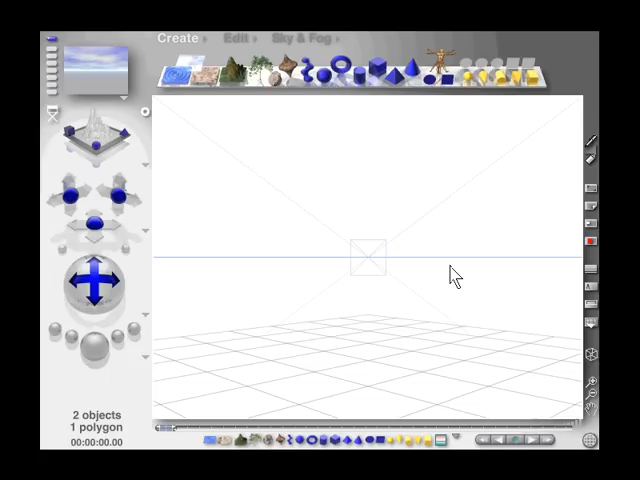 Create
Edit
Sky & Fog
2 objects
1 polygon
00:00:00.00